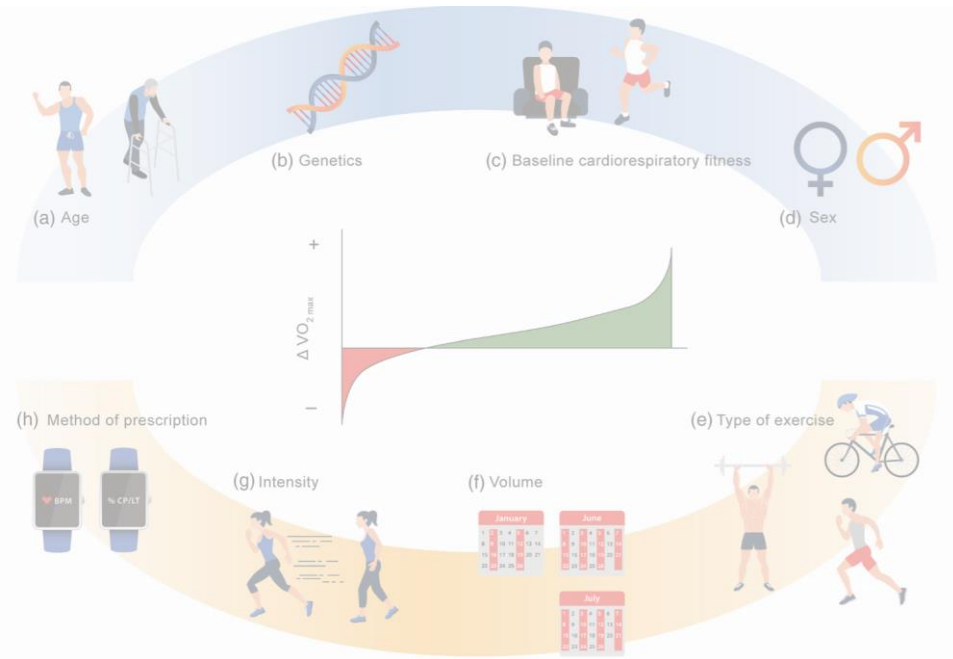 (b) Genetics
(c) Baseline cardiorespiratory fitness
(a) Age
(d) Sex
+
Δ VO2 max
−
(h) Method of prescription
(e) Type of exercise
BPM
% CP/LT
(g) Intensity
(f) Volume
January
June
July